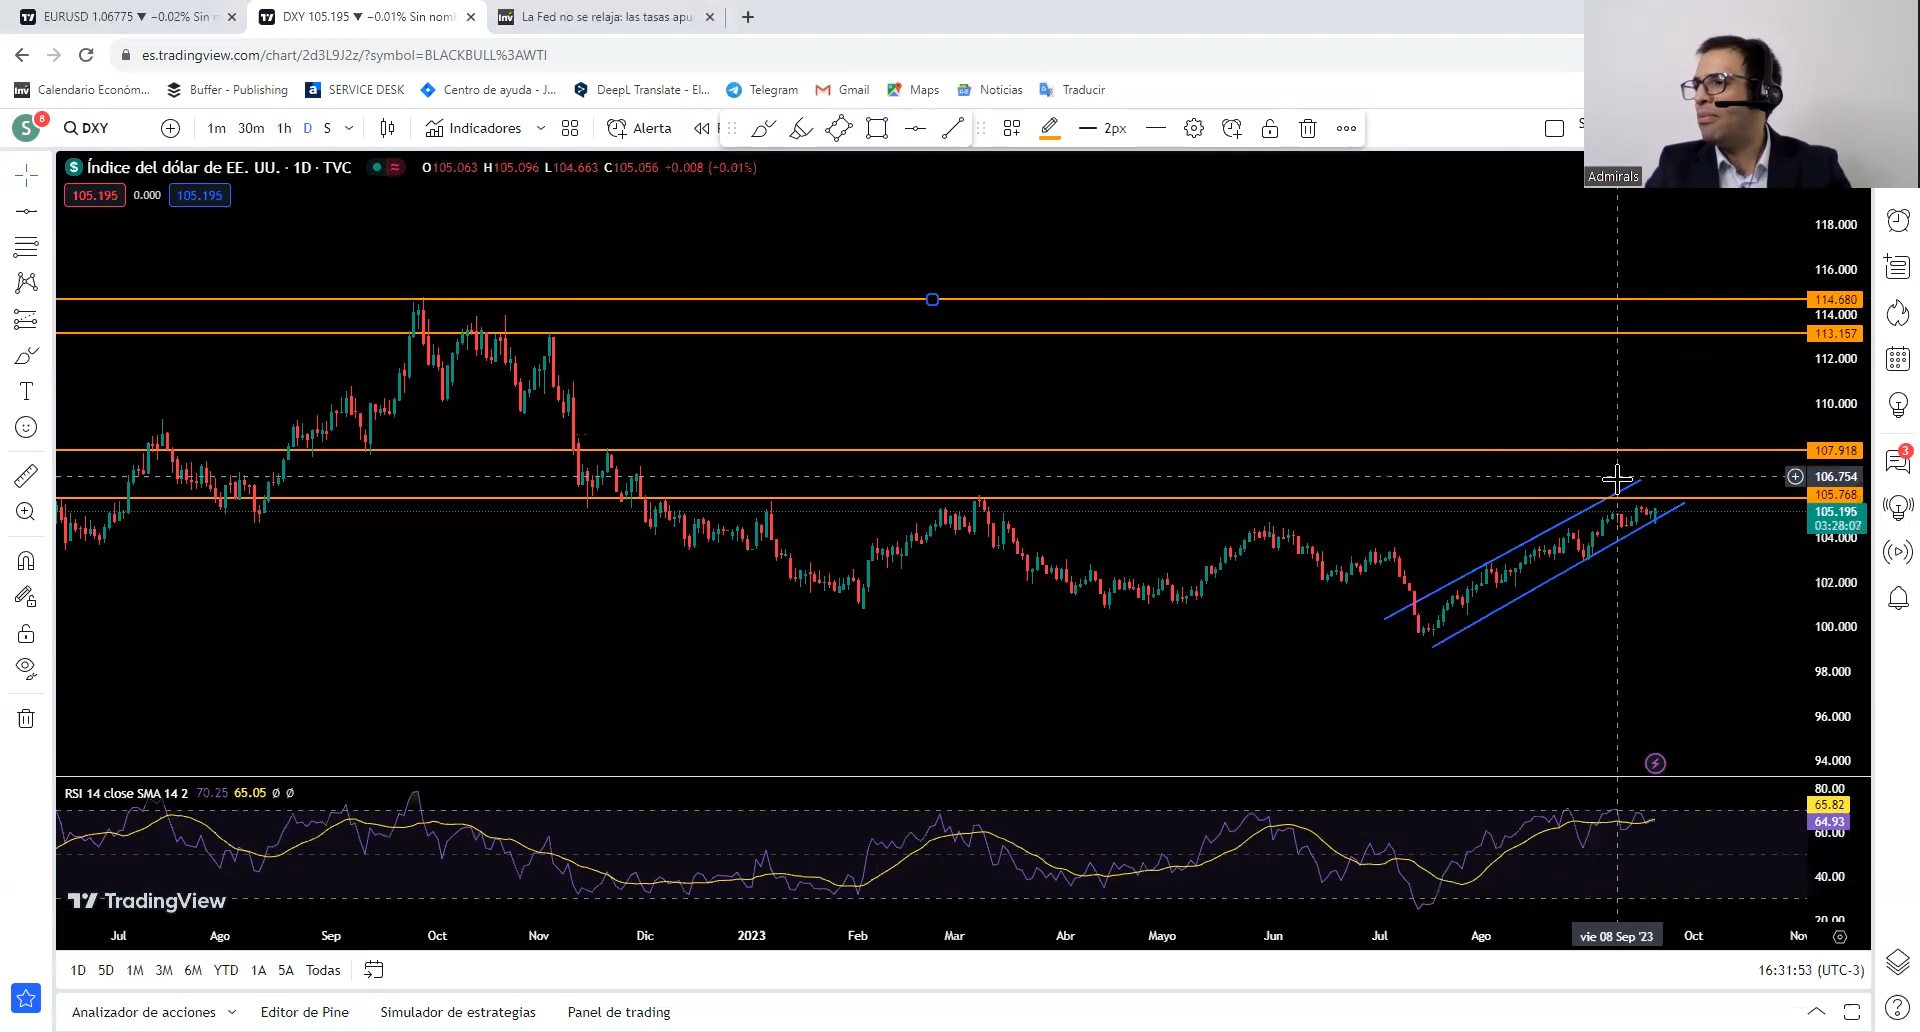 EURUSD 1.06775 ▼ −0.02% Sin n
DXY 105.195 ▼ −0.01% Sin nom
La Fed no se relaja: las tasas apu
es.tradingview.com/chart/2d3L9J2z/?symbol=BLACKBULL%3AWTI
Calendario Económ...
Buffer - Publishing
SERVICE DESK
Centro de ayuda - J...
DeepL Translate - El...
Telegram
Gmail
Maps
Noticias
Traducir
S
8
DXY
1m 30m 1h D S
Indicadores
Alerta
2px
Admirals
Índice del dólar de EE. UU. · 1D · TVC
O105.063 H105.096 L104.663 C105.056 +0.008 (+0.01%)
105.195 0.000 105.195
118.000
116.000
114.680
114.000
113.157
112.000
110.000
107.918
106.754
105.768
105.195
03:28:07
104.000
102.000
100.000
98.000
96.000
94.000
3
RSI 14 close SMA 14 2 70.25 65.05 Ø Ø
80.00
65.82
64.93
60.00
40.00
20.00
TradingView
Jul Ago Sep Oct Nov Dic 2023 Feb Mar Abr Mayo Jun Jul Ago vie 08 Sep '23 Oct Nov
1D 5D 1M 3M 6M YTD 1A 5A Todas
16:31:53 (UTC-3)
Analizador de acciones
Editor de Pine
Simulador de estrategias
Panel de trading